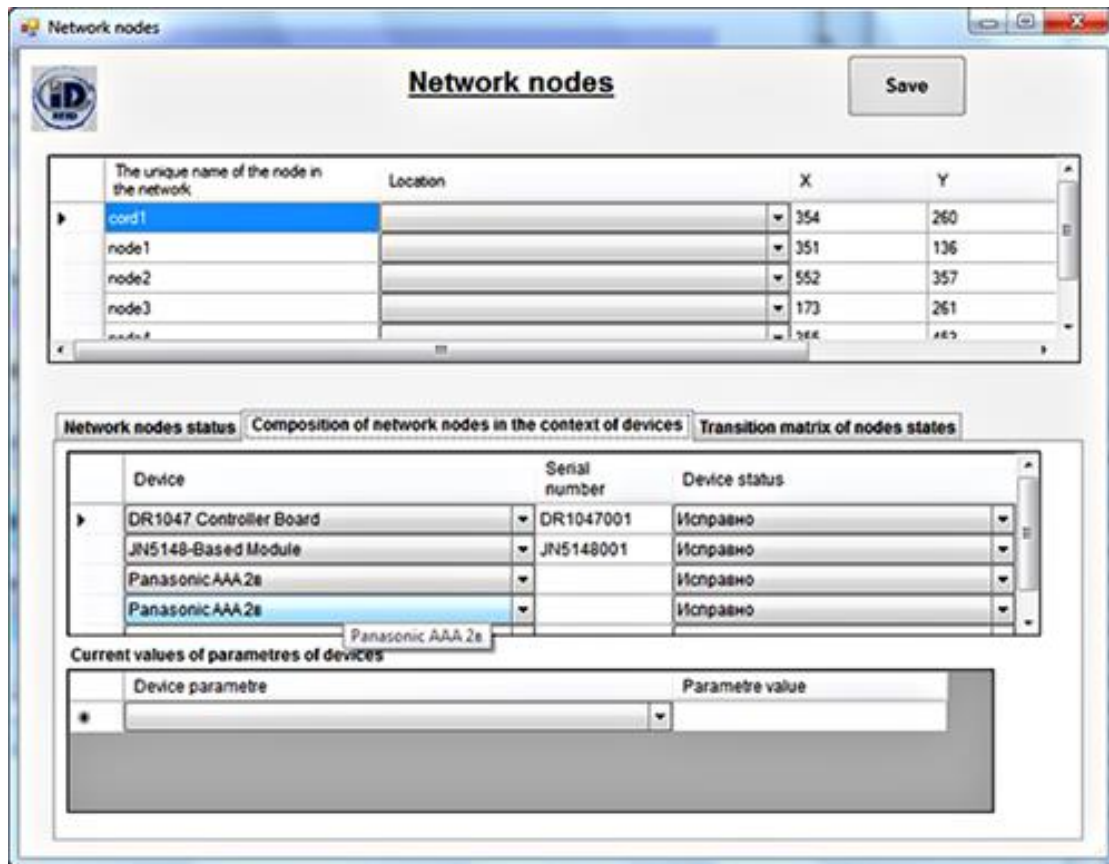 Network nodes
Network nodes
Save
iD
The unique name of the node in
the network
Location
X
Y
cord1
354
260
node1
351
136
node2
552
357
node3
173
261
Network nodes status
Composition of network nodes in the context of devices
Transition matrix of nodes states
Device
Serial
number
Device status
DR1047 Controller Board
DR1047001
Исправно
JN5148-Based Module
JN5148001
Исправно
Panasonic AAA 2в
Исправно
Panasonic AAA 2в
Исправно
Panasonic AAA 2в
Current values of parametres of devices
Device parametre
Parametre value